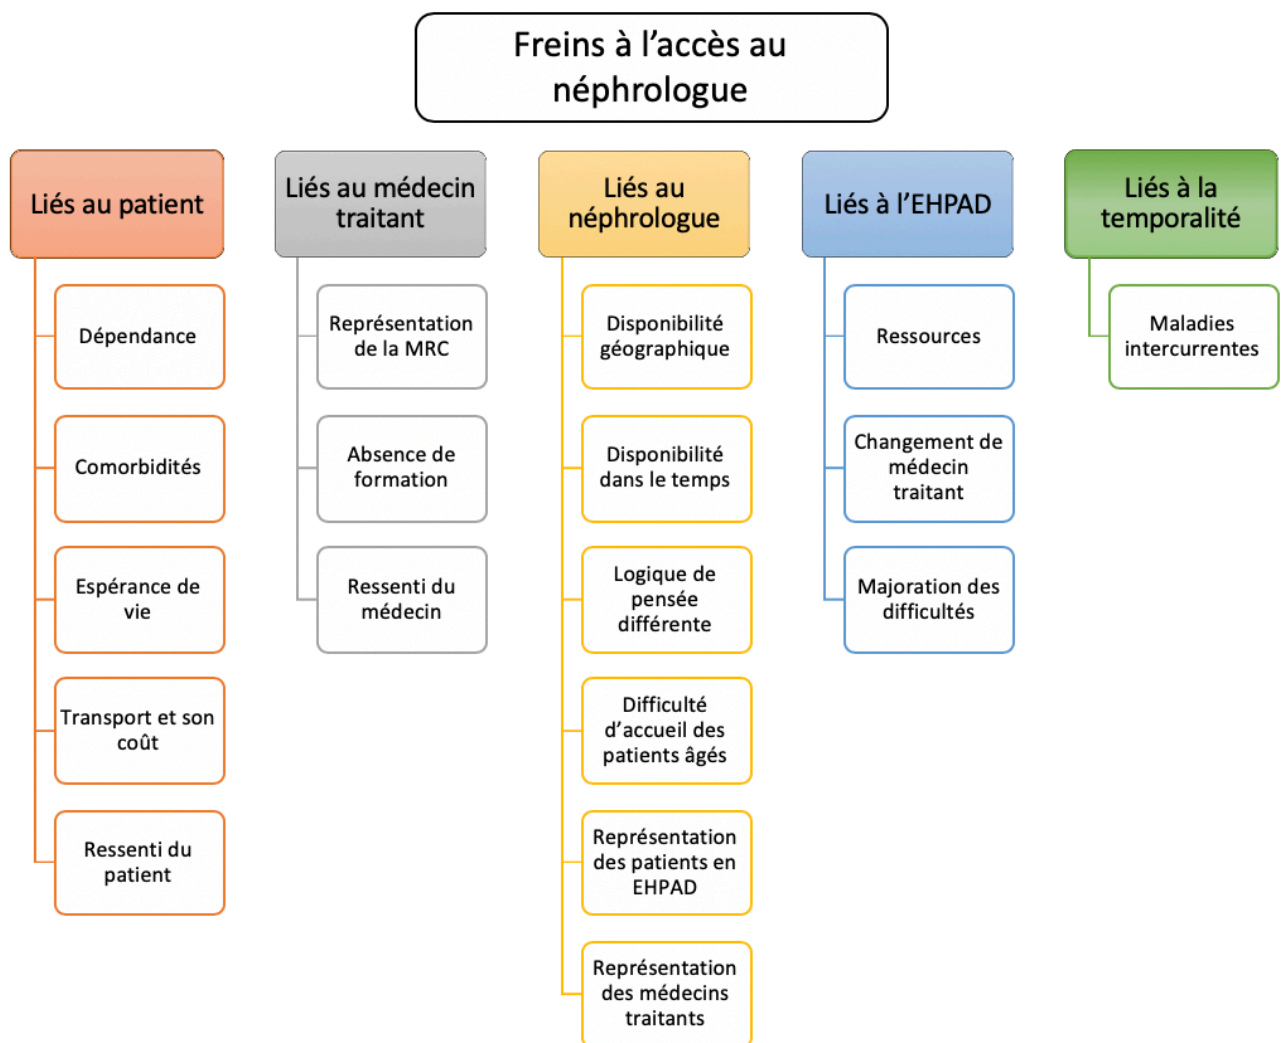 Freins à l’accès au
néphrologue
Liés au patient
Dépendance
Comorbidités
Espérance de
vie
Transport et son
coût
Ressenti du
patient
Liés au médecin
traitant
Représentation
de la MRC
Absence de
formation
Ressenti du
médecin
Liés au
néphrologue
Disponibilité
géographique
Disponibilité
dans le temps
Logique de
pensée
différente
Difficulté
d’accueil des
patients âgés
Représentation
des patients en
EHPAD
Représentation
des médecins
traitants
Liés à l’EHPAD
Ressources
Changement de
médecin
traitant
Majoration des
difficultés
Liés à la
temporalité
Maladies
intercurrentes